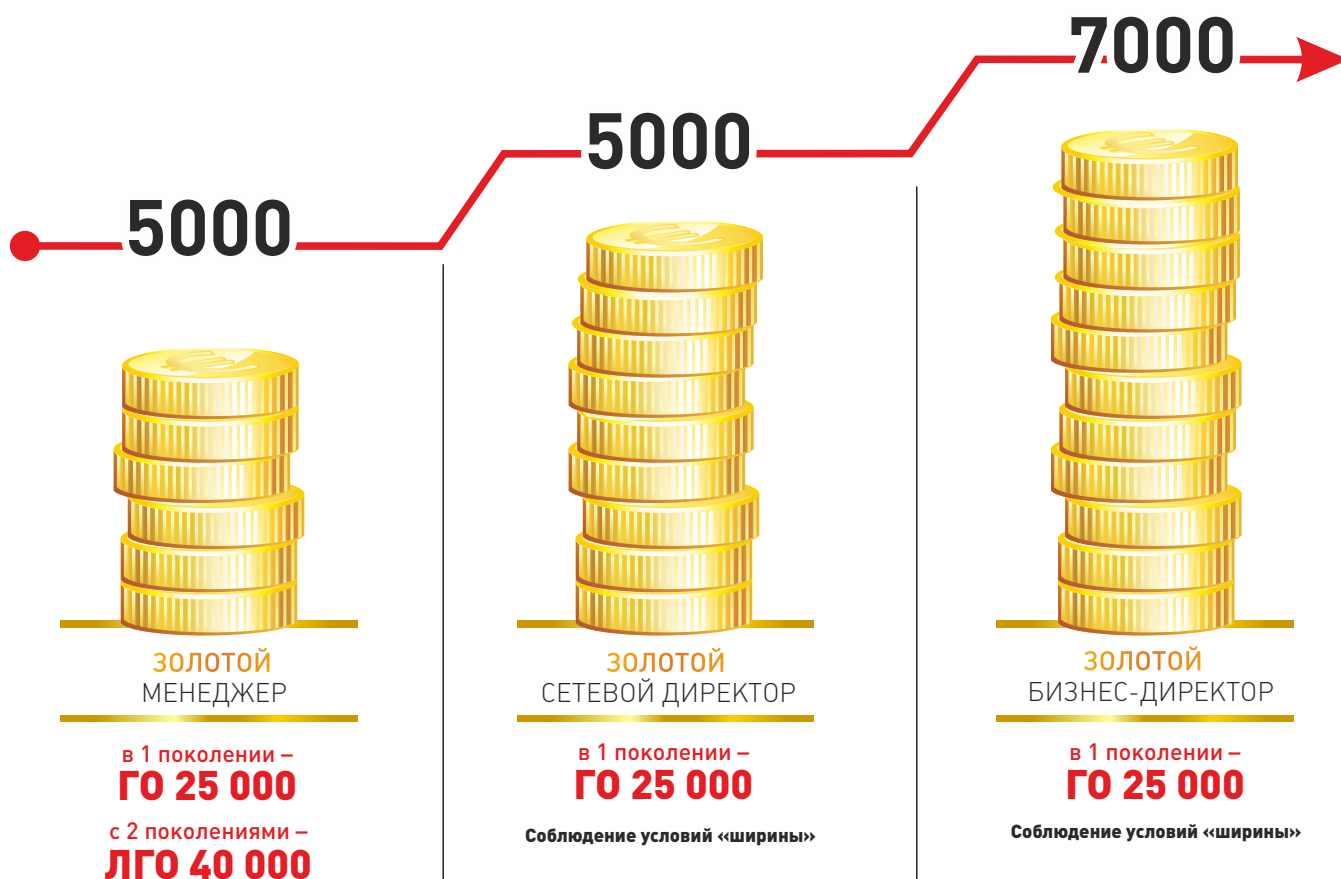 5000
5000
7000
ЗОЛОТОЙ
МЕНЕДЖЕР
в 1 поколении –
ГО 25 000
с 2 поколениями –
ЛГО 40 000
ЗОЛОТОЙ
СЕТЕВОЙ ДИРЕКТОР
в 1 поколении –
ГО 25 000
Соблюдение условий «ширины»
ЗОЛОТОЙ
БИЗНЕС-ДИРЕКТОР
в 1 поколении –
ГО 25 000
Соблюдение условий «ширины»